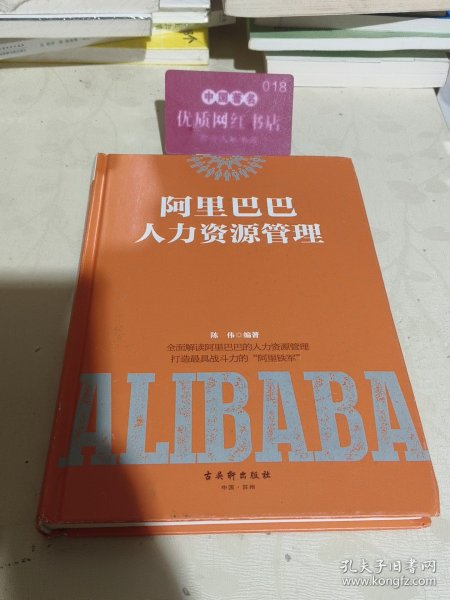 018
中国著名
优质网红书店
阿里巴巴
人力资源管理
陈 伟◎编著
全面解读阿里巴巴的人力资源管理
打造最具战斗力的“阿里铁军”
ALIBABA
古吴轩出版社
中国·苏州
孔夫子旧书网
www.kongfz.com